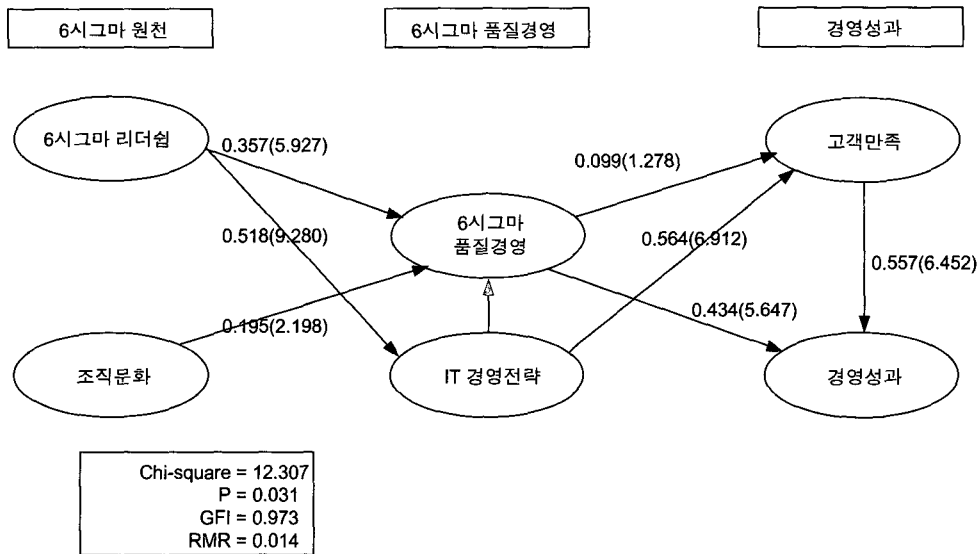 6시그마 원천
6시그마 품질경영
경영성과
6시그마 리더쉽
고객만족
0.357(5.927)
0.099(1.278)
6시그마
품질경영
0.518(9.280)
0.564(6.912)
0.557(6.452)
0.195(2.198)
0.434(5.647)
조직문화
IT 경영전략
경영성과
Chi-square = 12.307
P = 0.031
GFI = 0.973
RMR = 0.014